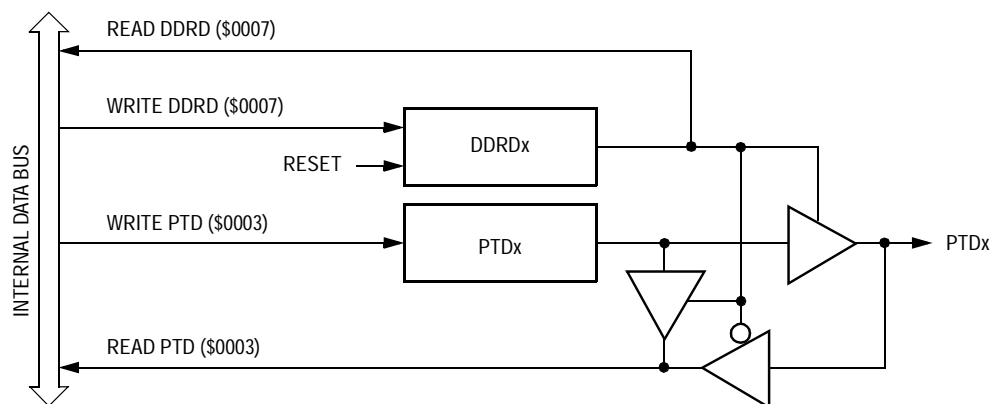 READ DDRD ($0007)
WRITE DDRD ($0007)
DDRDx
RESET
INTERNAL DATA BUS
WRITE PTD ($0003)
PTDx
PTDx
READ PTD ($0003)